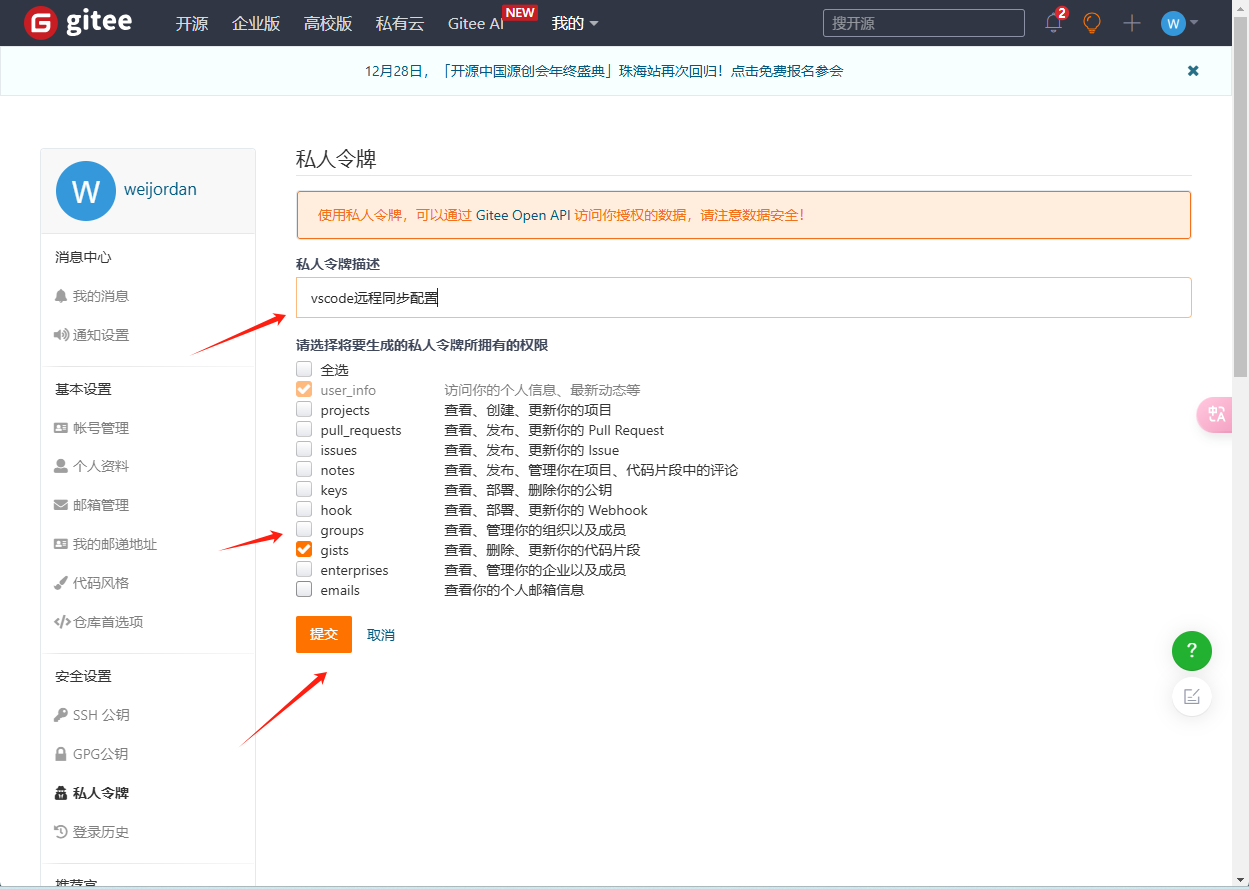 gitee 开源 企业版 高校版 私有云 Gitee AI NEW 我的 搜开源 2 W
12月28日，「开源中国源创会年终盛典」珠海站再次回归！点击免费报名参会
W weijordan
消息中心
我的消息
通知设置
基本设置
帐号管理
个人资料
邮箱管理
我的邮递地址
代码风格
仓库首选项
安全设置
SSH 公钥
GPG公钥
私人令牌
登录历史
私人令牌
使用私人令牌，可以通过 Gitee Open API 访问你授权的数据，请注意数据安全！
私人令牌描述
vscode远程同步配置
请选择将要生成的私人令牌所拥有的权限
全选
user_info 访问你的个人信息、最新动态等
projects 查看、创建、更新你的项目
pull_requests 查看、发布、更新你的 Pull Request
issues 查看、发布、更新你的 Issue
notes 查看、发布、管理你在项目、代码片段中的评论
keys 查看、部署、删除你的公钥
hook 查看、部署、更新你的 Webhook
groups 查看、管理你的组织以及成员
gists 查看、删除、更新你的代码片段
enterprises 查看、管理你的企业以及成员
emails 查看你的个人邮箱信息
提交 取消
中A
?